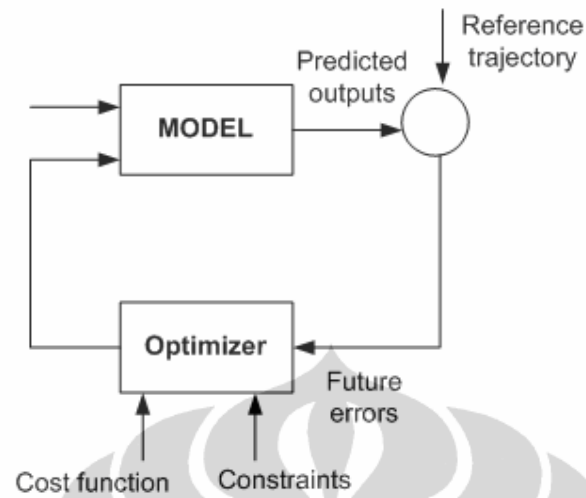 Reference
trajectory
Predicted
outputs
MODEL
Optimizer
Future
errors
Cost function
Constraints